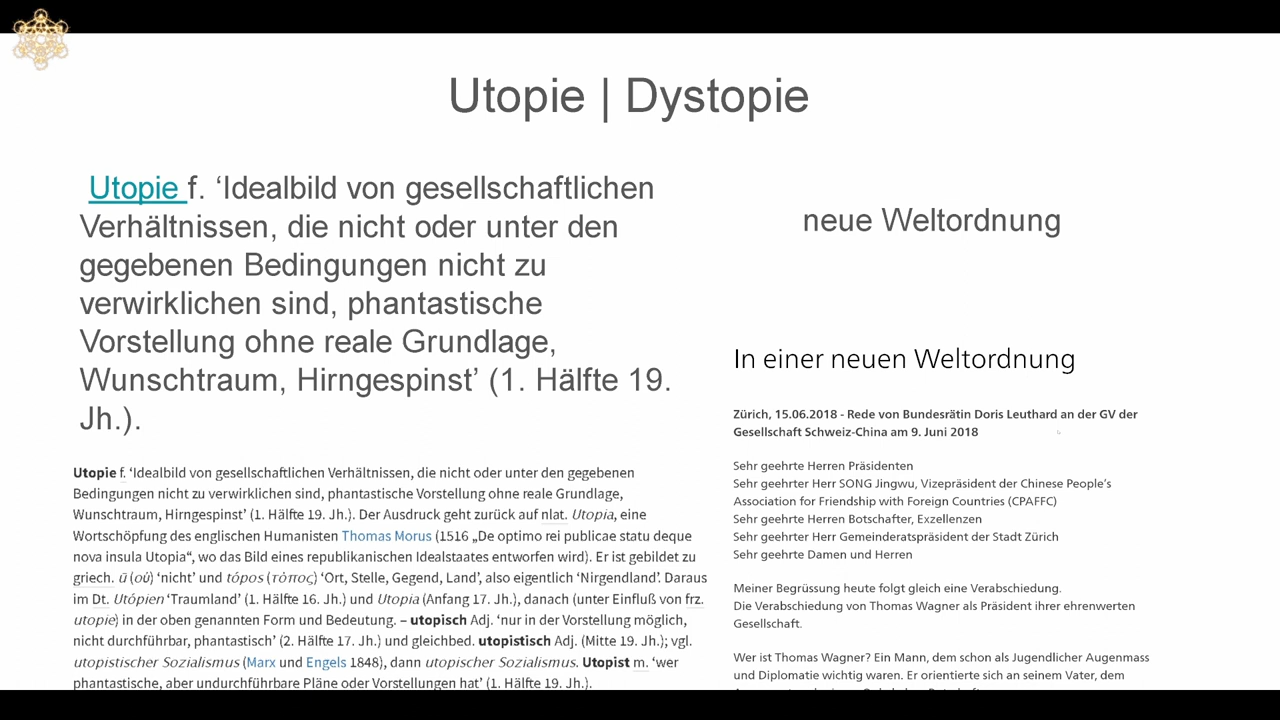 Utopie | Dystopie
Utopie f. ‘Idealbild von gesellschaftlichen
Verhältnissen, die nicht oder unter den
gegebenen Bedingungen nicht zu
verwirklichen sind, phantastische
Vorstellung ohne reale Grundlage,
Wunschtraum, Hirngespinst’ (1. Hälfte 19.
Jh.).
Utopie f. ‘Idealbild von gesellschaftlichen Verhältnissen, die nicht oder unter den gegebenen
Bedingungen nicht zu verwirklichen sind, phantastische Vorstellung ohne reale Grundlage,
Wunschtraum, Hirngespinst’ (1. Hälfte 19. Jh.). Der Ausdruck geht zurück auf nlat. Utopia, eine
Wortschöpfung des englischen Humanisten Thomas Morus (1516 „De optimo rei publicae statu deque
nova insula Utopia“, wo das Bild eines republikanischen Idealstaates entworfen wird). Er ist gebildet zu
griech. ū (οὐ) ‘nicht’ und tópos (τὸπος) ‘Ort, Stelle, Gegend, Land’, also eigentlich ‘Nirgendland’. Daraus
im Dt. Utópien ‘Traumland’ (1. Hälfte 16. Jh.) und Utopia (Anfang 17. Jh.), danach (unter Einfluß von frz.
utopie) in der oben genannten Form und Bedeutung. – utopisch Adj. ‘nur in der Vorstellung möglich,
nicht durchführbar, phantastisch’ (2. Hälfte 17. Jh.) und gleichbed. utopistisch Adj. (Mitte 19. Jh.); vgl.
utopistischer Sozialismus (Marx und Engels 1848), dann utopischer Sozialismus. Utopist m. ‘wer
phantastische, aber undurchführbare Pläne oder Vorstellungen hat’ (1. Hälfte 19. Jh.).
neue Weltordnung
In einer neuen Weltordnung
Zürich, 15.06.2018 - Rede von Bundesrätin Doris Leuthard an der GV der
Gesellschaft Schweiz-China am 9. Juni 2018
Sehr geehrte Herren Präsidenten
Sehr geehrter Herr SONG Jingwu, Vizepräsident der Chinese People’s
Association for Friendship with Foreign Countries (CPAFFC)
Sehr geehrte Herren Botschafter, Exzellenzen
Sehr geehrter Herr Gemeinderatspräsident der Stadt Zürich
Sehr geehrte Damen und Herren
Meiner Begrüssung heute folgt gleich eine Verabschiedung.
Die Verabschiedung von Thomas Wagner als Präsident ihrer ehrenwerten
Gesellschaft.
Wer ist Thomas Wagner? Ein Mann, dem schon als Jugendlicher Augenmass
und Diplomatie wichtig waren. Er orientierte sich an seinem Vater, dem